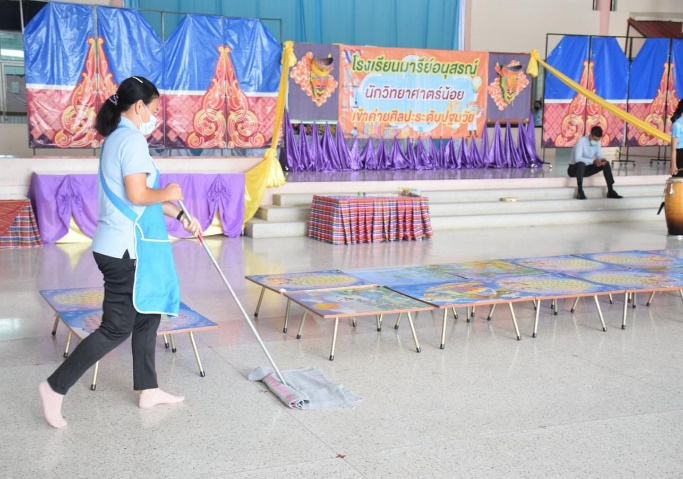 โรงเรียนมารีย์อนุสรณ์
นักวิทยาศาตร์น้อย
เข้าค่ายศิลประดับปฐมวัย